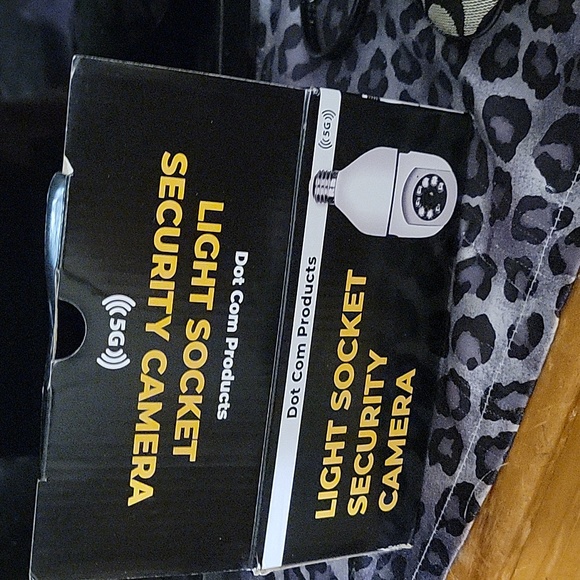 Dot Com Products
LIGHT SOCKET
SECURITY CAMERA
5G
5G
Dot Com Products
LIGHT SOCKET
SECURITY
CAMERA